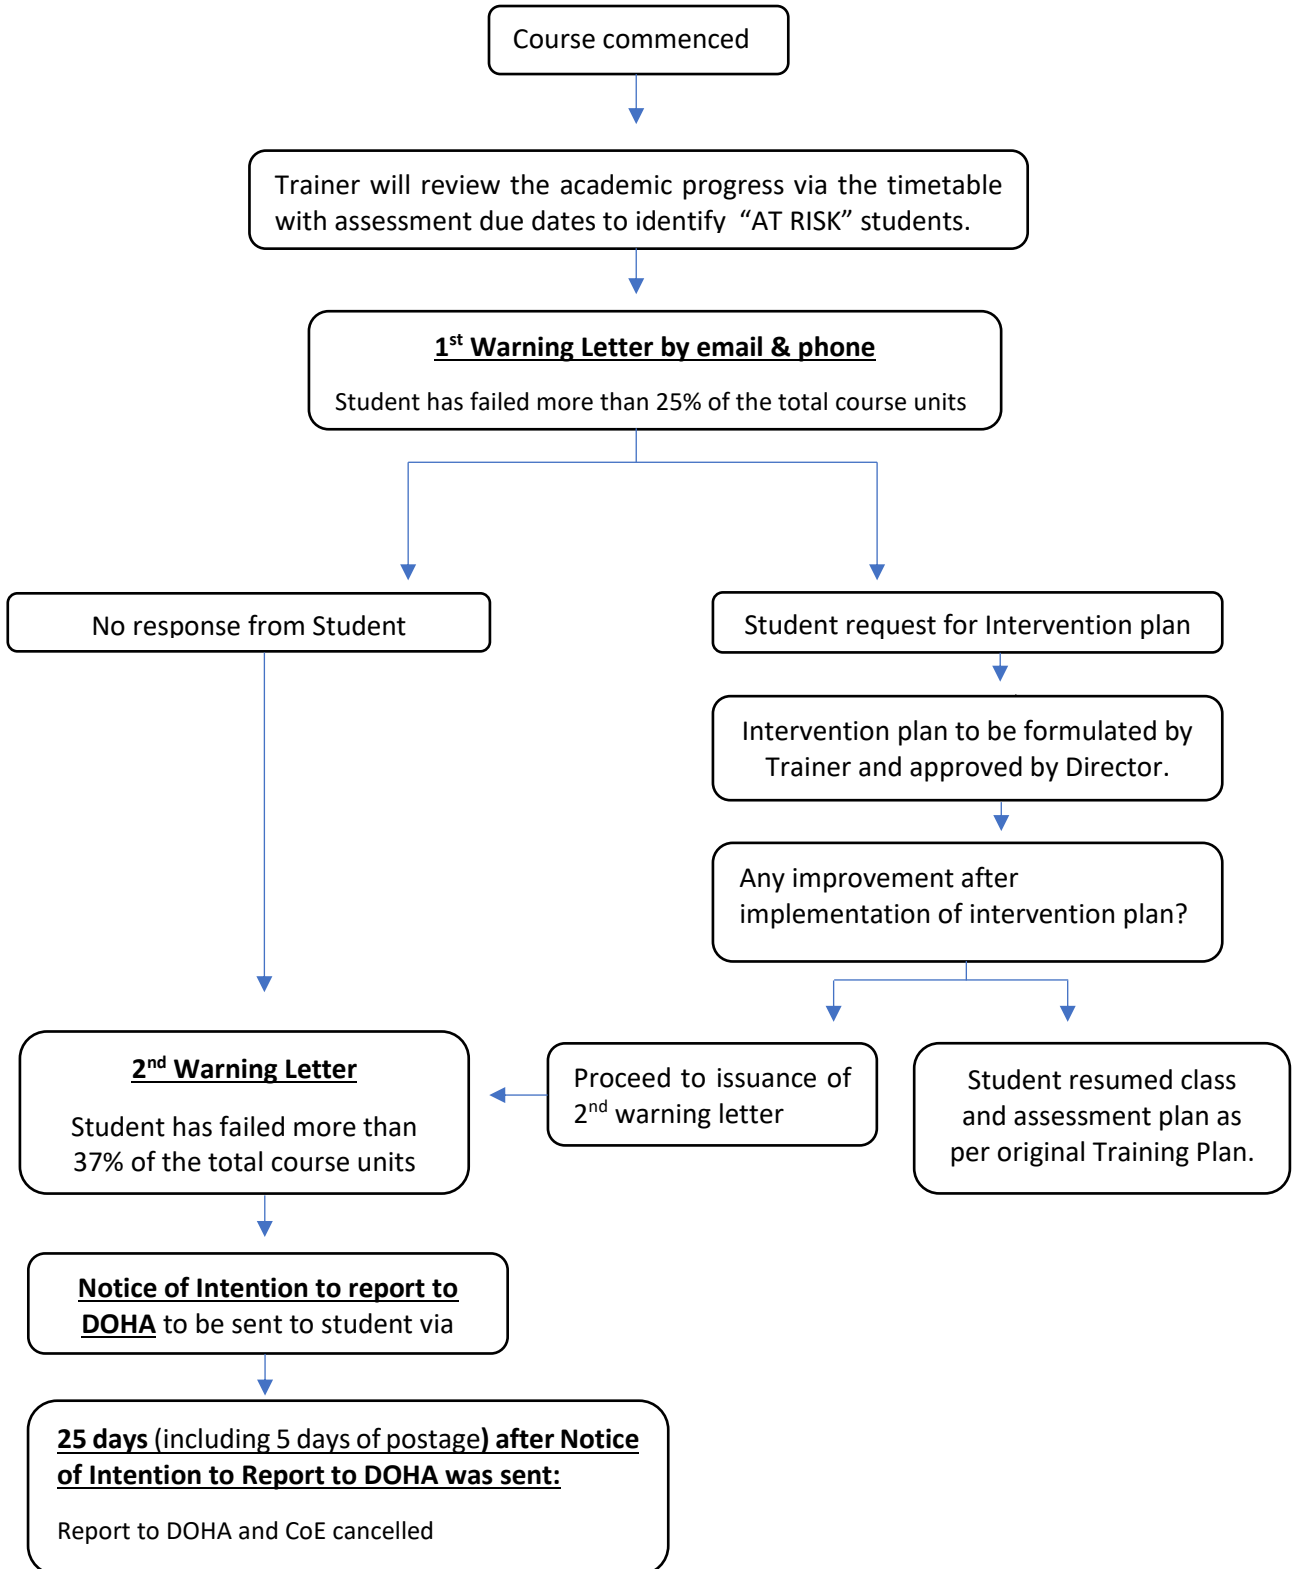 Course commenced
Trainer will review the academic progress via the timetable
with assessment due dates to identify “AT RISK” students.
1st Warning Letter by email & phone
Student has failed more than 25% of the total course units
No response from Student
Student request for Intervention plan
Intervention plan to be formulated by
Trainer and approved by Director.
Any improvement after
implementation of intervention plan?
2nd Warning Letter
Student has failed more than
37% of the total course units
Proceed to issuance of
2nd warning letter
Student resumed class
and assessment plan as
per original Training Plan.
Notice of Intention to report to
DOHA to be sent to student via
25 days (including 5 days of postage) after Notice
of Intention to Report to DOHA was sent:
Report to DOHA and CoE cancelled